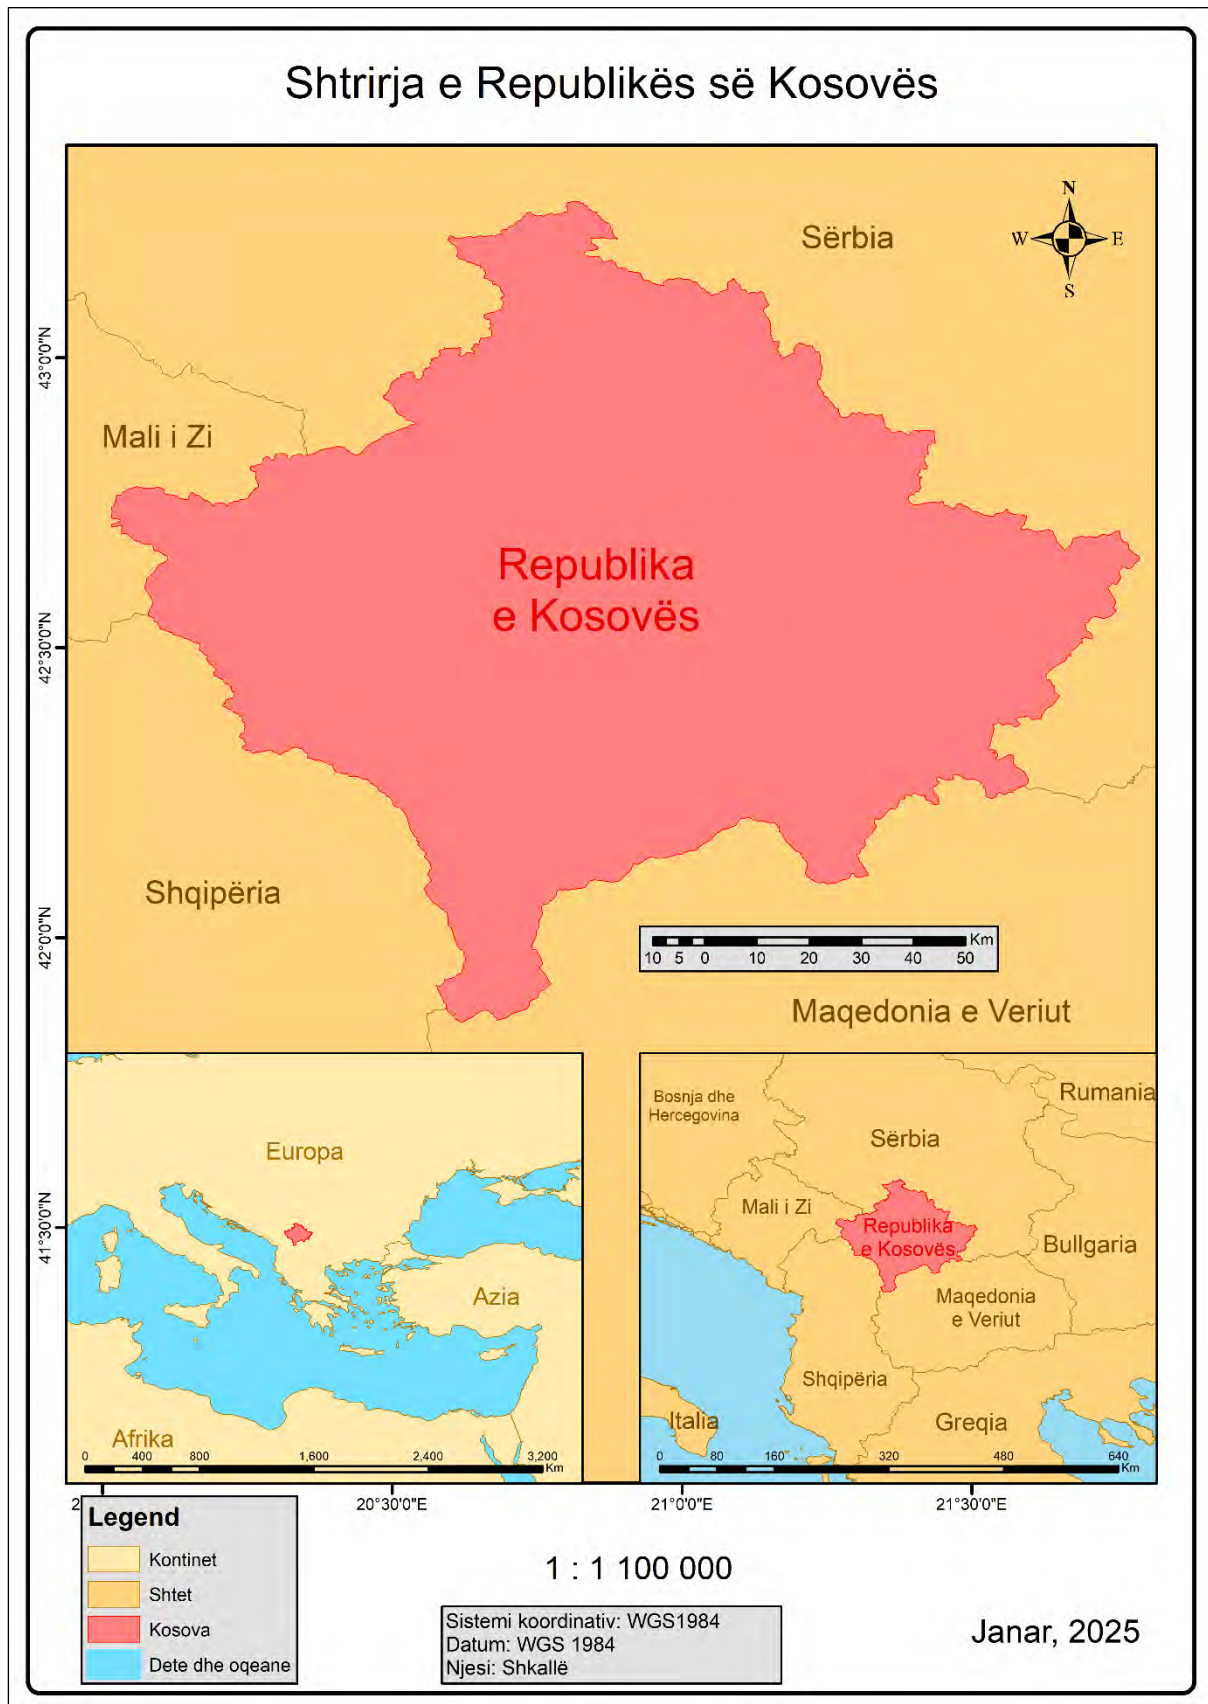 Shtrirja e Republikës së Kosovës
N
W
E
S
Sërbia
43°0'0"N
Mali i Zi
Republika
e Kosovës
42°30'0"N
Shqipëria
42°0'0"N
Km
10 5 0 10 20 30 40 50
Maqedonia e Veriut
41°30'0"N
Europa
Azia
Afrika
0 400 800 1,600 2,400 3,200
Km
Bosnja dhe
Hercegovina
Rumania
Sërbia
Mali i Zi
Republika
e Kosovës
Bullgaria
Maqedonia
e Veriut
Shqipëria
Italia
Greqia
0 80 160 320 480 640
Km
20°30'0"E
21°0'0"E
21°30'0"E
Legend
Kontinet
Shtet
Kosova
Dete dhe oqeane
1 : 1 100 000
Sistemi koordinativ: WGS1984
Datum: WGS 1984
Njesi: Shkallë
Janar, 2025